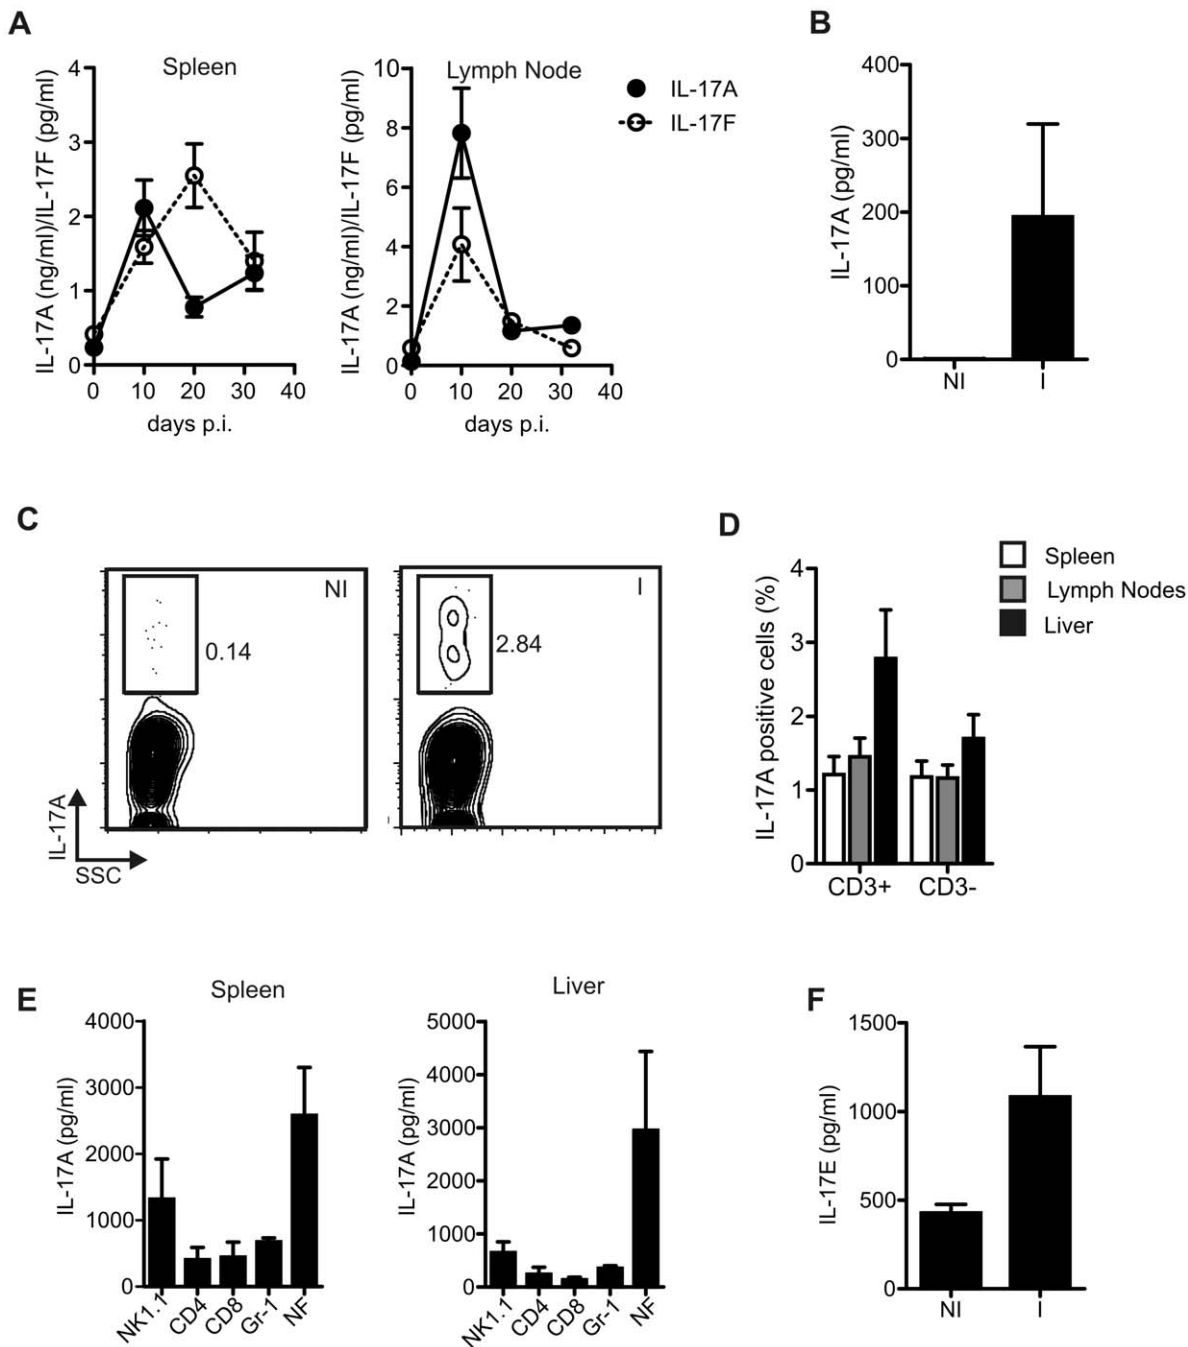 A
Spleen
IL-17A (ng/ml)/IL-17F (pg/ml)
4
3
2
1
0
0 10 20 30 40
days p.i.
Lymph Node
IL-17A (ng/ml)/IL-17F (pg/ml)
10
8
6
4
2
0
0 10 20 30 40
days p.i.
IL-17A
IL-17F
B
IL-17A (pg/ml)
400
300
200
100
0
NI I
C
NI
0.14
I
2.84
IL-17A
SSC
D
IL-17A positive cells (%)
4
3
2
1
0
CD3+ CD3-
Spleen
Lymph Nodes
Liver
E
Spleen
IL-17A (pg/ml)
4000
3000
2000
1000
0
NK1.1 CD4 CD8 Gr-1 NF
Liver
IL-17A (pg/ml)
5000
4000
3000
2000
1000
0
NK1.1 CD4 CD8 Gr-1 NF
F
IL-17E (pg/ml)
1500
1000
500
0
NI I